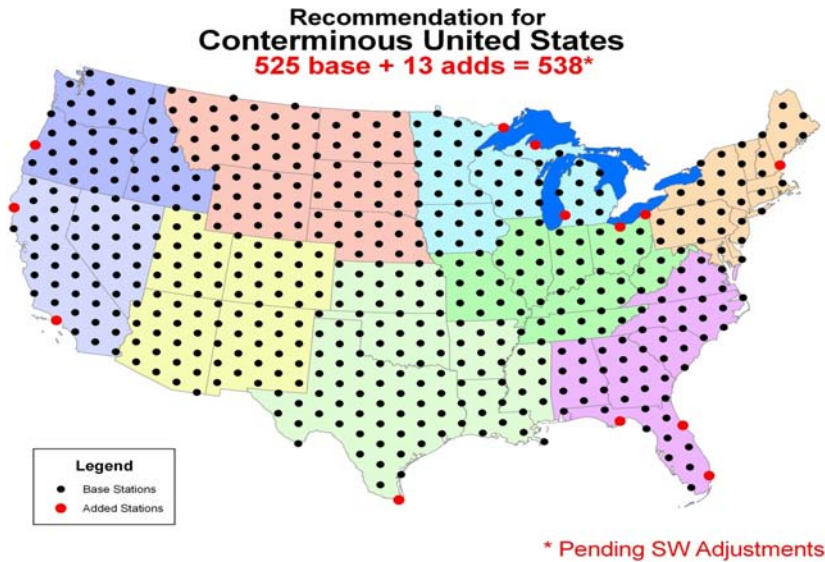 Recommendation for
Conterminous United States
525 base + 13 adds = 538*
Legend
Base Stations
Added Stations
* Pending SW Adjustments